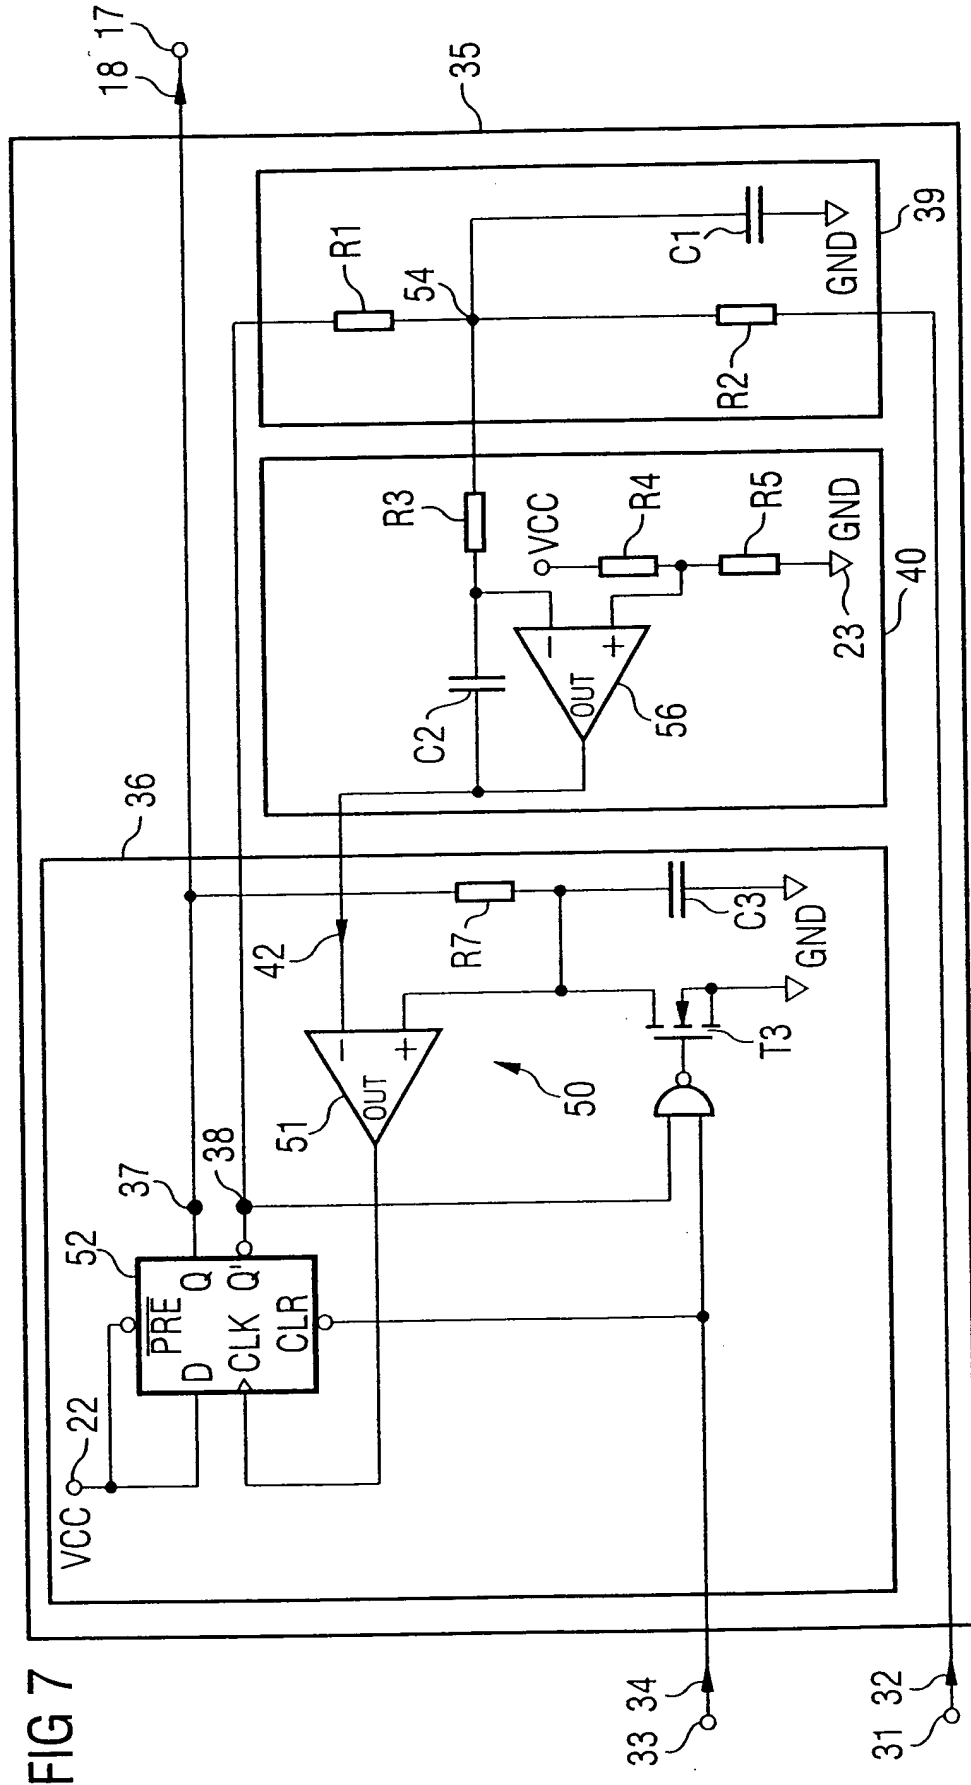 FIG 7
VCC
22
52
PRE
D
Q
CLK
Q'
CLR
37
38
36
51
OUT
−
+
42
50
R7
C3
GND
T3
GND
C2
R3
OUT
−
+
56
VCC
R4
R5
23
GND
40
R1
54
R2
C1
GND
39
35
18
17
33
34
31
32